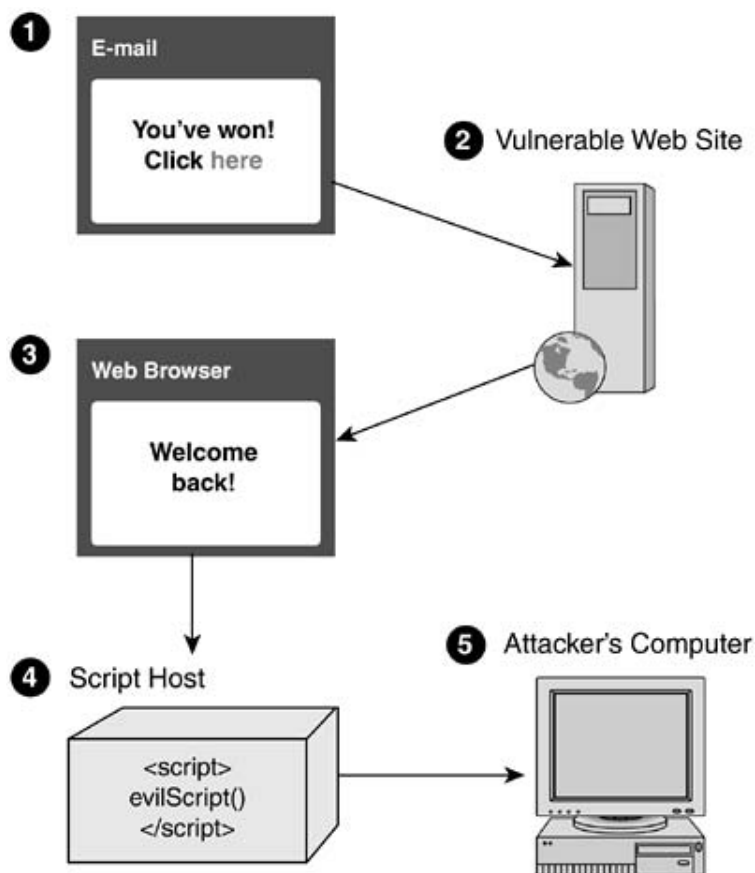 1
E-mail
You've won!
Click here
2 Vulnerable Web Site
3
Web Browser
Welcome
back!
4 Script Host
<script>
evilScript()
</script>
5 Attacker's Computer